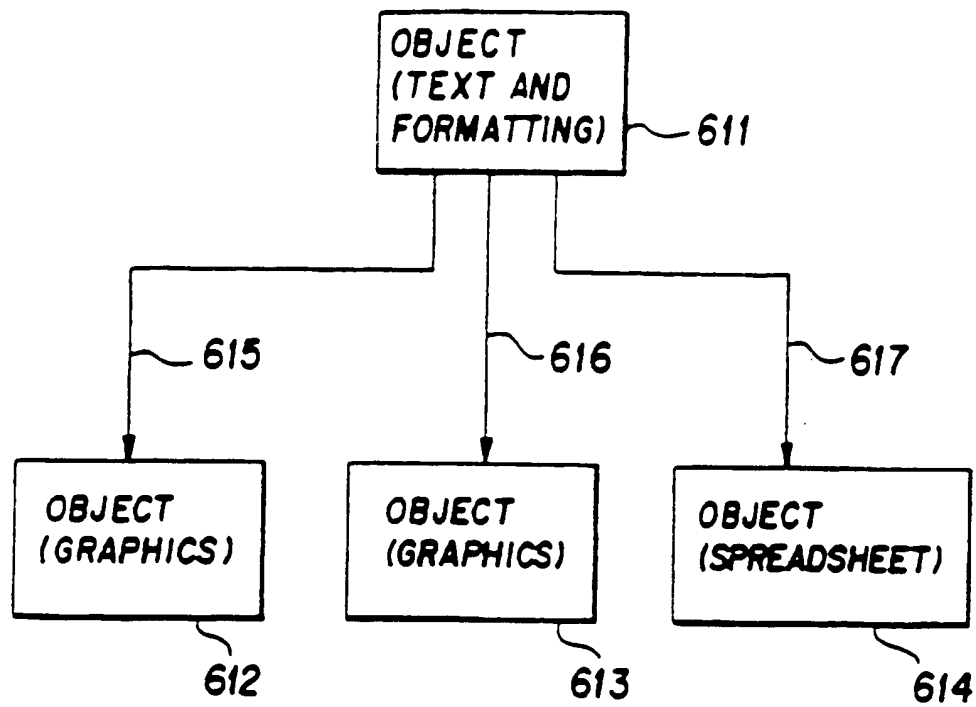 OBJECT
(TEXT AND
FORMATTING)
611
615
616
617
OBJECT
(GRAPHICS)
OBJECT
(GRAPHICS)
OBJECT
(SPREADSHEET)
612
613
614